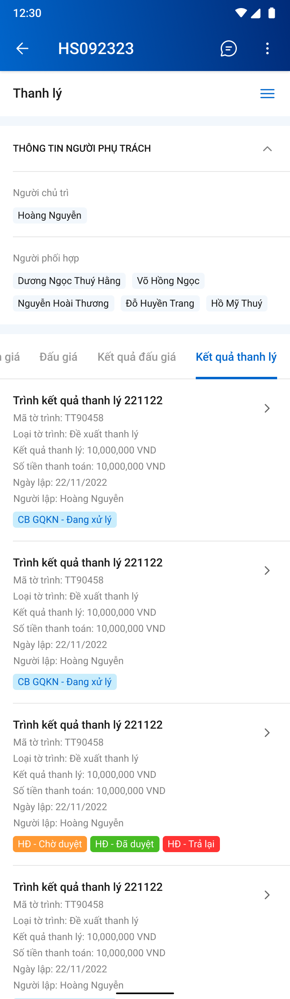 12:30
HS092323
Thanh lý
THÔNG TIN NGƯỜI PHỤ TRÁCH
Người chủ trì
Hoàng Nguyễn
Người phối hợp
Dương Ngọc Thuý Hằng Võ Hồng Ngọc
Nguyễn Hoài Thương Đỗ Huyền Trang Hồ Mỹ Thuý
giá Đấu giá Kết quả đấu giá Kết quả thanh lý
Trình kết quả thanh lý 221122
Mã tờ trình: TT90458
Loại tờ trình: Đề xuất thanh lý
Kết quả thanh lý: 10,000,000 VND
Số tiền thanh toán: 10,000,000 VND
Ngày lập: 22/11/2022
Người lập: Hoàng Nguyễn
CB GQKN - Đang xử lý
Trình kết quả thanh lý 221122
Mã tờ trình: TT90458
Loại tờ trình: Đề xuất thanh lý
Kết quả thanh lý: 10,000,000 VND
Số tiền thanh toán: 10,000,000 VND
Ngày lập: 22/11/2022
Người lập: Hoàng Nguyễn
CB GQKN - Đang xử lý
Trình kết quả thanh lý 221122
Mã tờ trình: TT90458
Loại tờ trình: Đề xuất thanh lý
Kết quả thanh lý: 10,000,000 VND
Số tiền thanh toán: 10,000,000 VND
Ngày lập: 22/11/2022
Người lập: Hoàng Nguyễn
HĐ - Chờ duyệt HĐ - Đã duyệt HĐ - Trả lại
Trình kết quả thanh lý 221122
Mã tờ trình: TT90458
Loại tờ trình: Đề xuất thanh lý
Kết quả thanh lý: 10,000,000 VND
Số tiền thanh toán: 10,000,000 VND
Ngày lập: 22/11/2022
Người lập: Hoàng Nguyễn